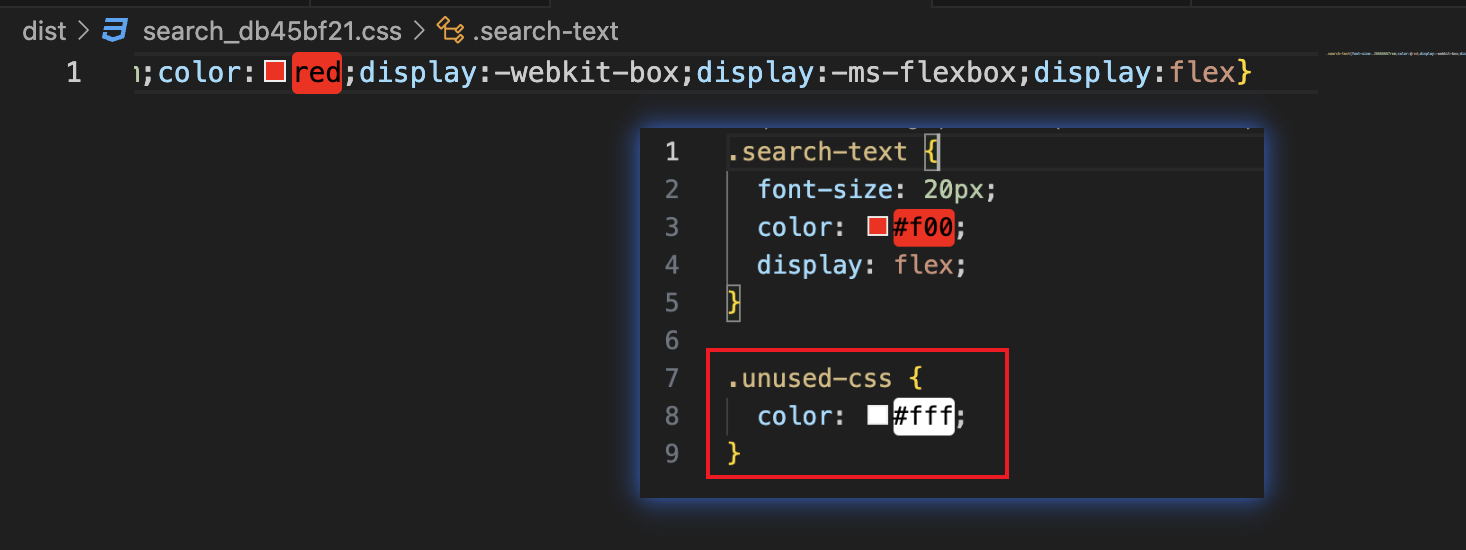 dist > search_db45bf21.css > .search-text
1 ;color:red;display:-webkit-box;display:-ms-flexbox;display:flex}
1 .search-text {
2 font-size: 20px;
3 color: #f00;
4 display: flex;
5 }
6
7 .unused-css {
8 color: #fff;
9 }